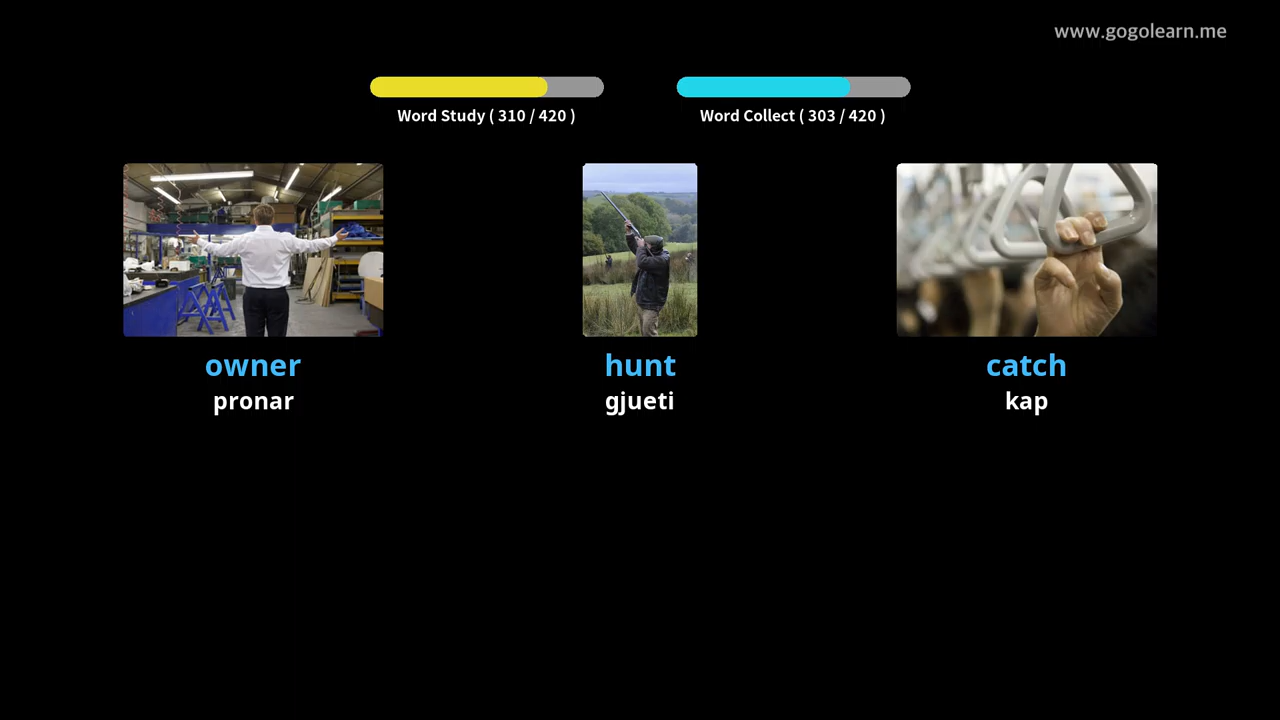 www.gogolearn.me
Word Study ( 310 / 420 )
Word Collect ( 303 / 420 )
owner
pronar
hunt
gjueti
catch
kap